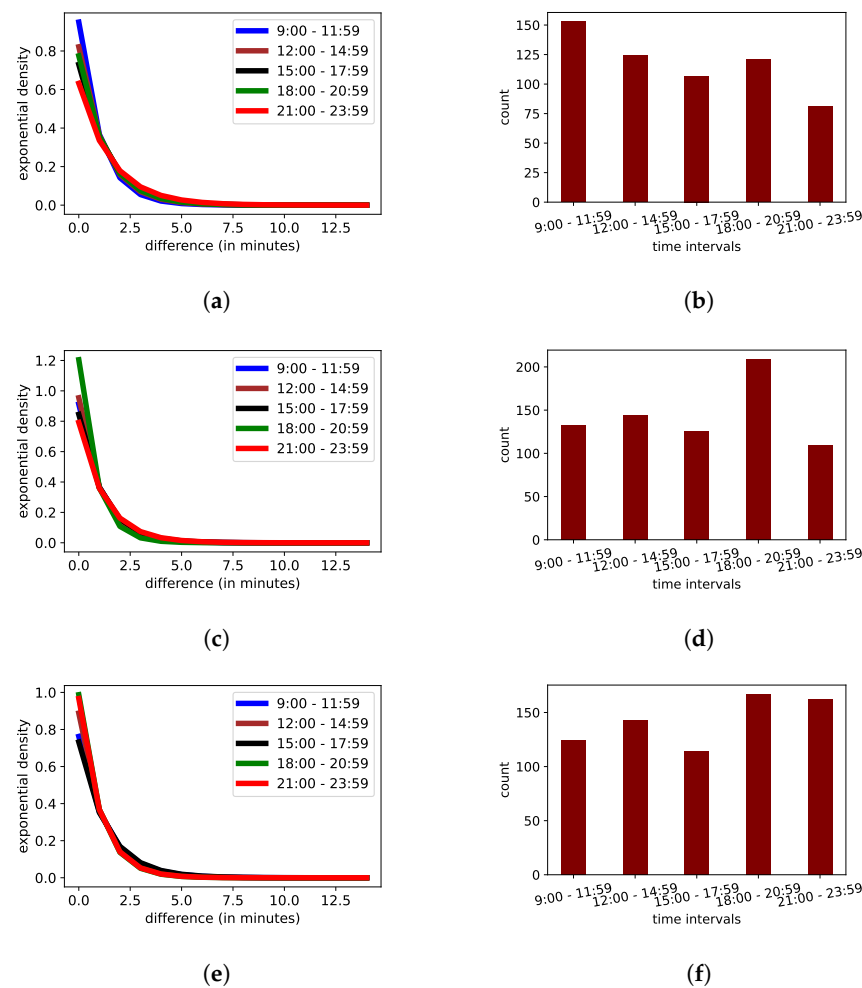 exponential density
0.8
0.6
0.4
0.2
0.0
0.0 2.5 5.0 7.5 10.0 12.5
difference (in minutes)
9:00 - 11:59
12:00 - 14:59
15:00 - 17:59
18:00 - 20:59
21:00 - 23:59
(a)
count
150
125
100
75
50
25
0
9:00 - 11:59 12:00 - 14:59 15:00 - 17:59 18:00 - 20:59 21:00 - 23:59
time intervals
(b)
exponential density
1.2
1.0
0.8
0.6
0.4
0.2
0.0
0.0 2.5 5.0 7.5 10.0 12.5
difference (in minutes)
9:00 - 11:59
12:00 - 14:59
15:00 - 17:59
18:00 - 20:59
21:00 - 23:59
(c)
count
200
150
100
50
0
9:00 - 11:59 12:00 - 14:59 15:00 - 17:59 18:00 - 20:59 21:00 - 23:59
time intervals
(d)
exponential density
1.0
0.8
0.6
0.4
0.2
0.0
0.0 2.5 5.0 7.5 10.0 12.5
difference (in minutes)
9:00 - 11:59
12:00 - 14:59
15:00 - 17:59
18:00 - 20:59
21:00 - 23:59
(e)
count
150
100
50
0
9:00 - 11:59 12:00 - 14:59 15:00 - 17:59 18:00 - 20:59 21:00 - 23:59
time intervals
(f)